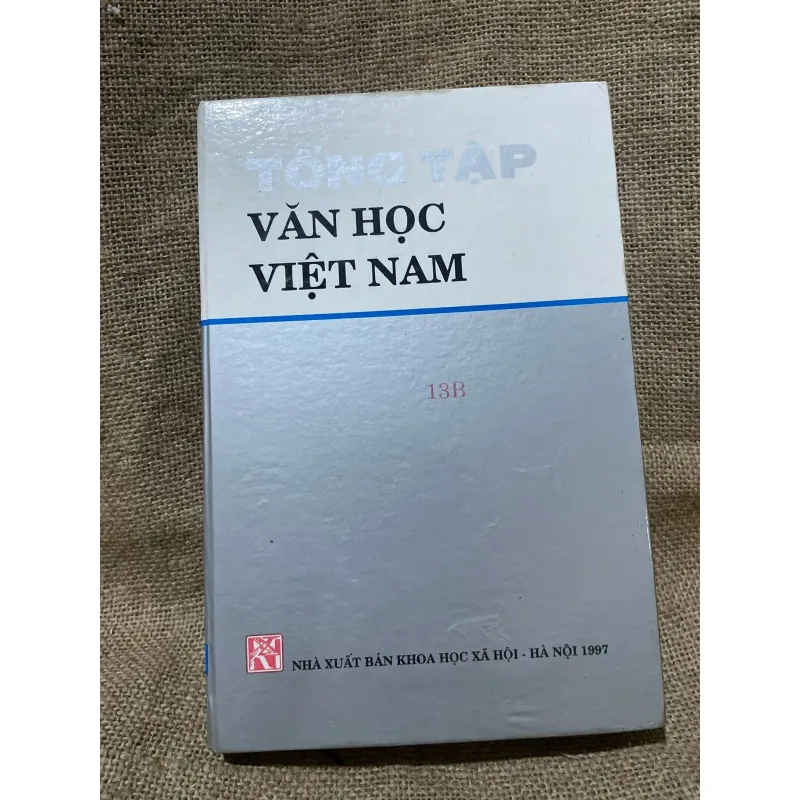 TỔNG TẬP
VĂN HỌC
VIỆT NAM
13B
NHÀ XUẤT BẢN KHOA HỌC XÃ HỘI - HÀ NỘI 1997